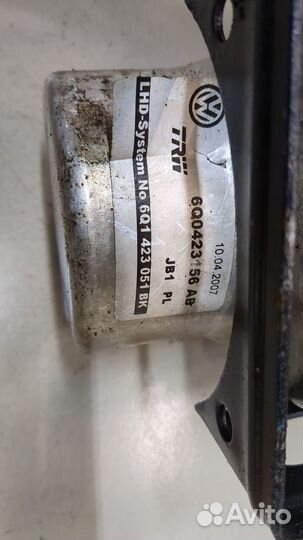 TRW
6Q0423156 AB
10.04.2007
JB1 PL
LHD-System No 6Q1 423 051 BK
Avito